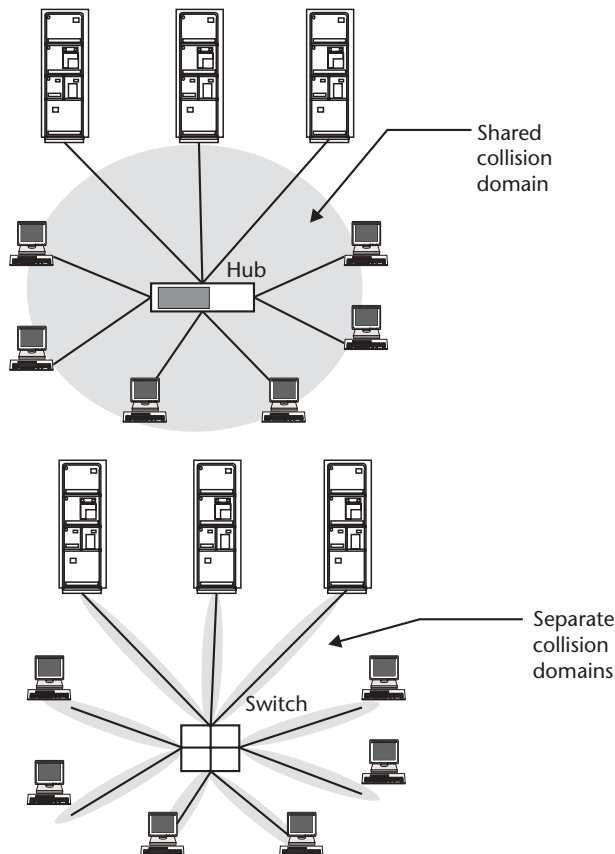 Shared
collision
domain
Hub
Separate
collision
domains
Switch